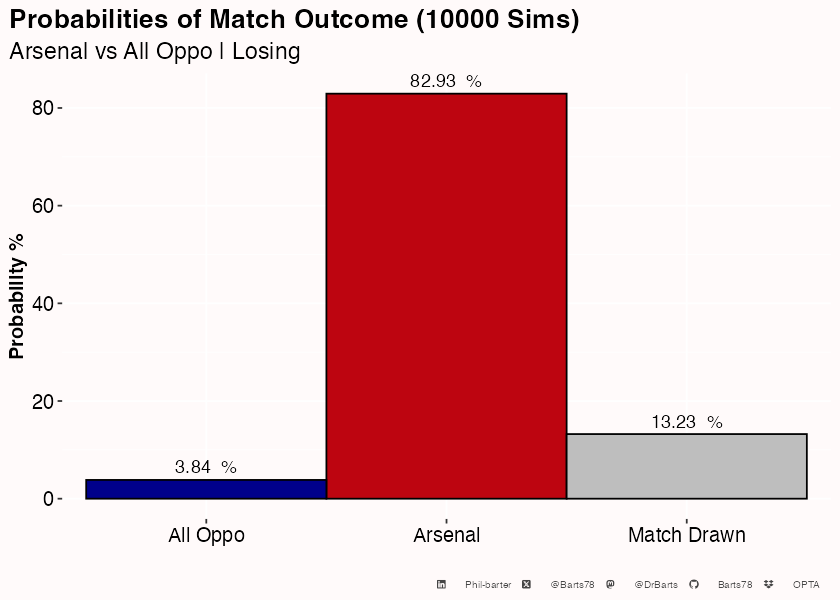 Probabilities of Match Outcome (10000 Sims)
Arsenal vs All Oppo | Losing
82.93 %
80
60
Probability %
40
20
13.23 %
3.84 %
0
All Oppo Arsenal Match Drawn
Phil-barter @Barts78 @DrBarts Barts78 OPTA